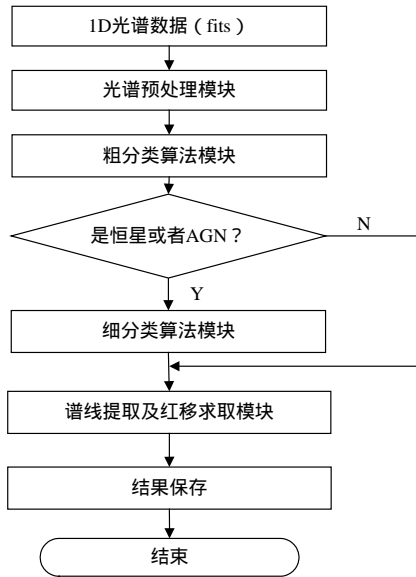 1D光谱数据（fits）
光谱预处理模块
粗分类算法模块
是恒星或者AGN？
N
Y
细分类算法模块
谱线提取及红移求取模块
结果保存
结束